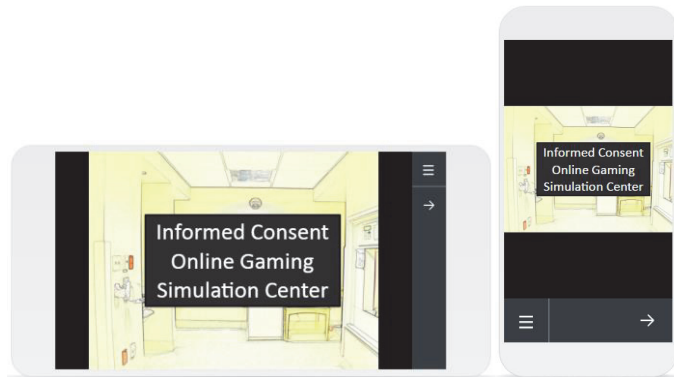 Informed Consent
Online Gaming
Simulation Center
Informed Consent
Online Gaming
Simulation Center